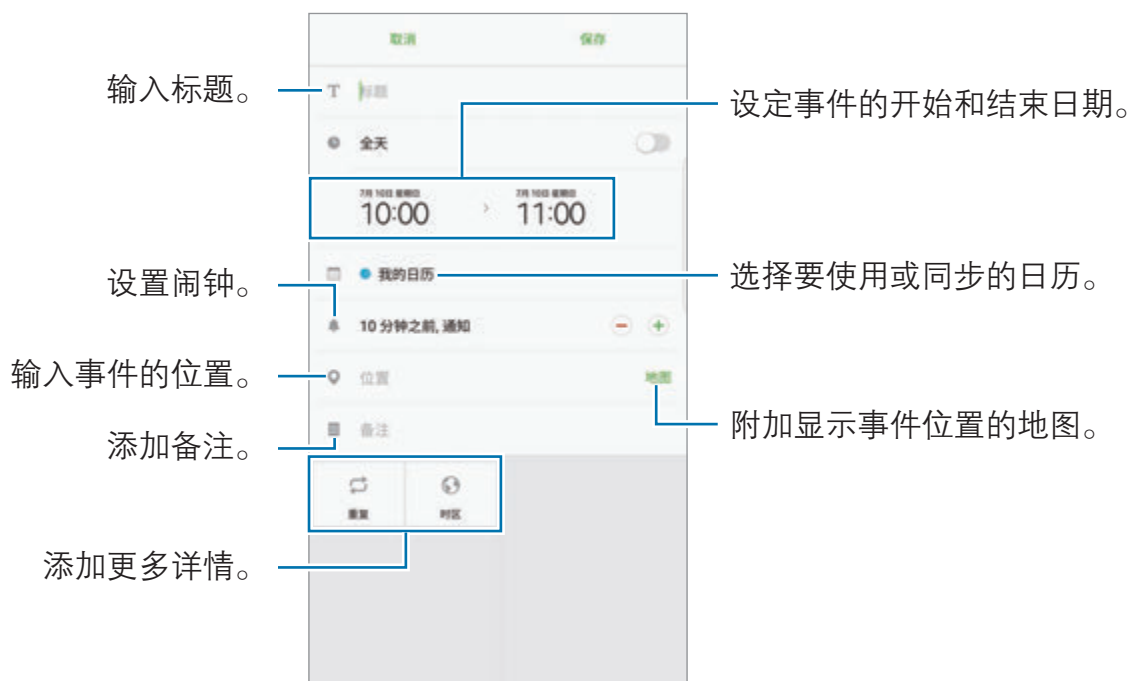 取消
保存
输入标题。
T
标题
设定事件的开始和结束日期。
全天
7月 10日 星期日
7月 10日 星期日
10:00
11:00
设置闹钟。
我的日历
选择要使用或同步的日历。
10 分钟之前, 通知
输入事件的位置。
位置
地图
添加备注。
备注
附加显示事件位置的地图。
重复
时区
添加更多详情。